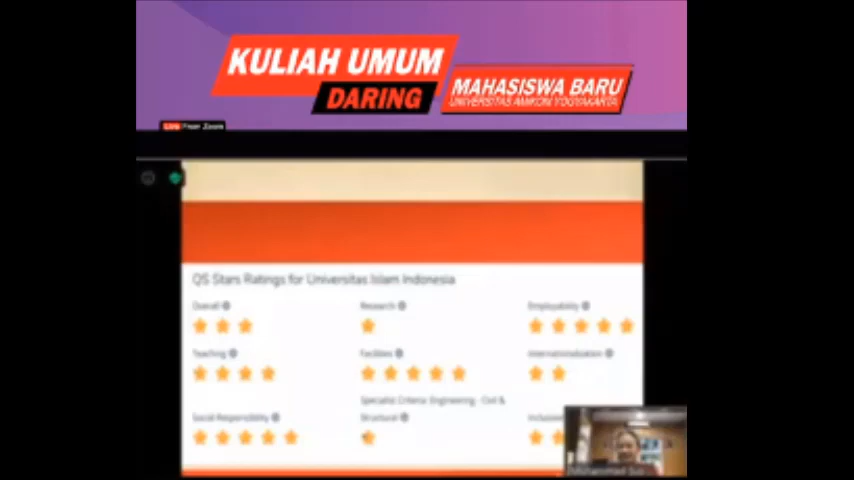 KULIAH UMUM
DARING
MAHASISWA BARU
UNIVERSITAS AMIKOM YOGYAKARTA
Live From Zoom
QS Stars Ratings for Universitas Islam Indonesia
Overall
Research
Employability
Teaching
Facilities
Internationalisation
Specialist Criteria: Engineering - Civil &
Social Responsibility
Structural
Mohammad